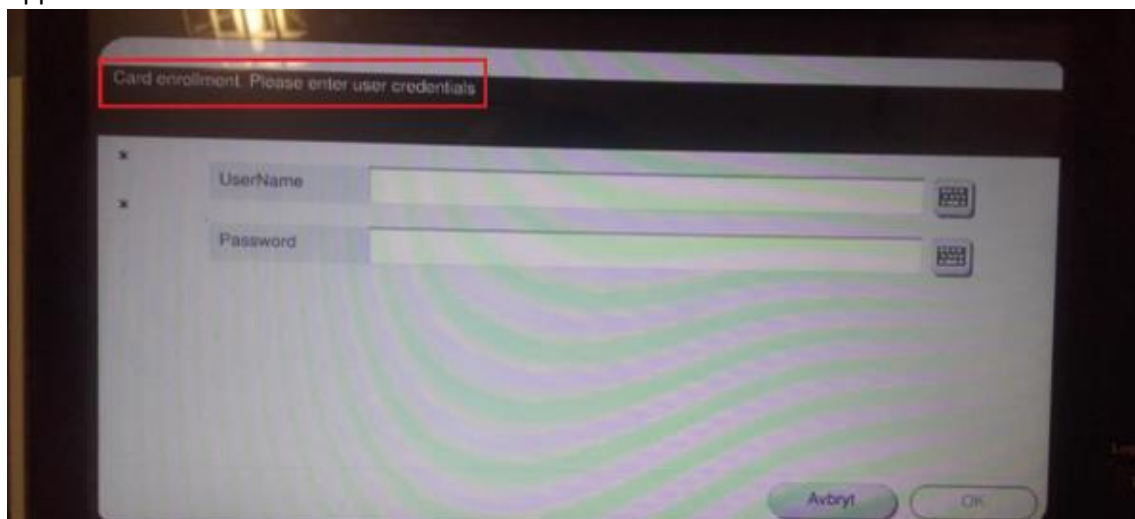 Card enrollment. Please enter user credentials
*
UserName
*
Password
Avbryt
OK